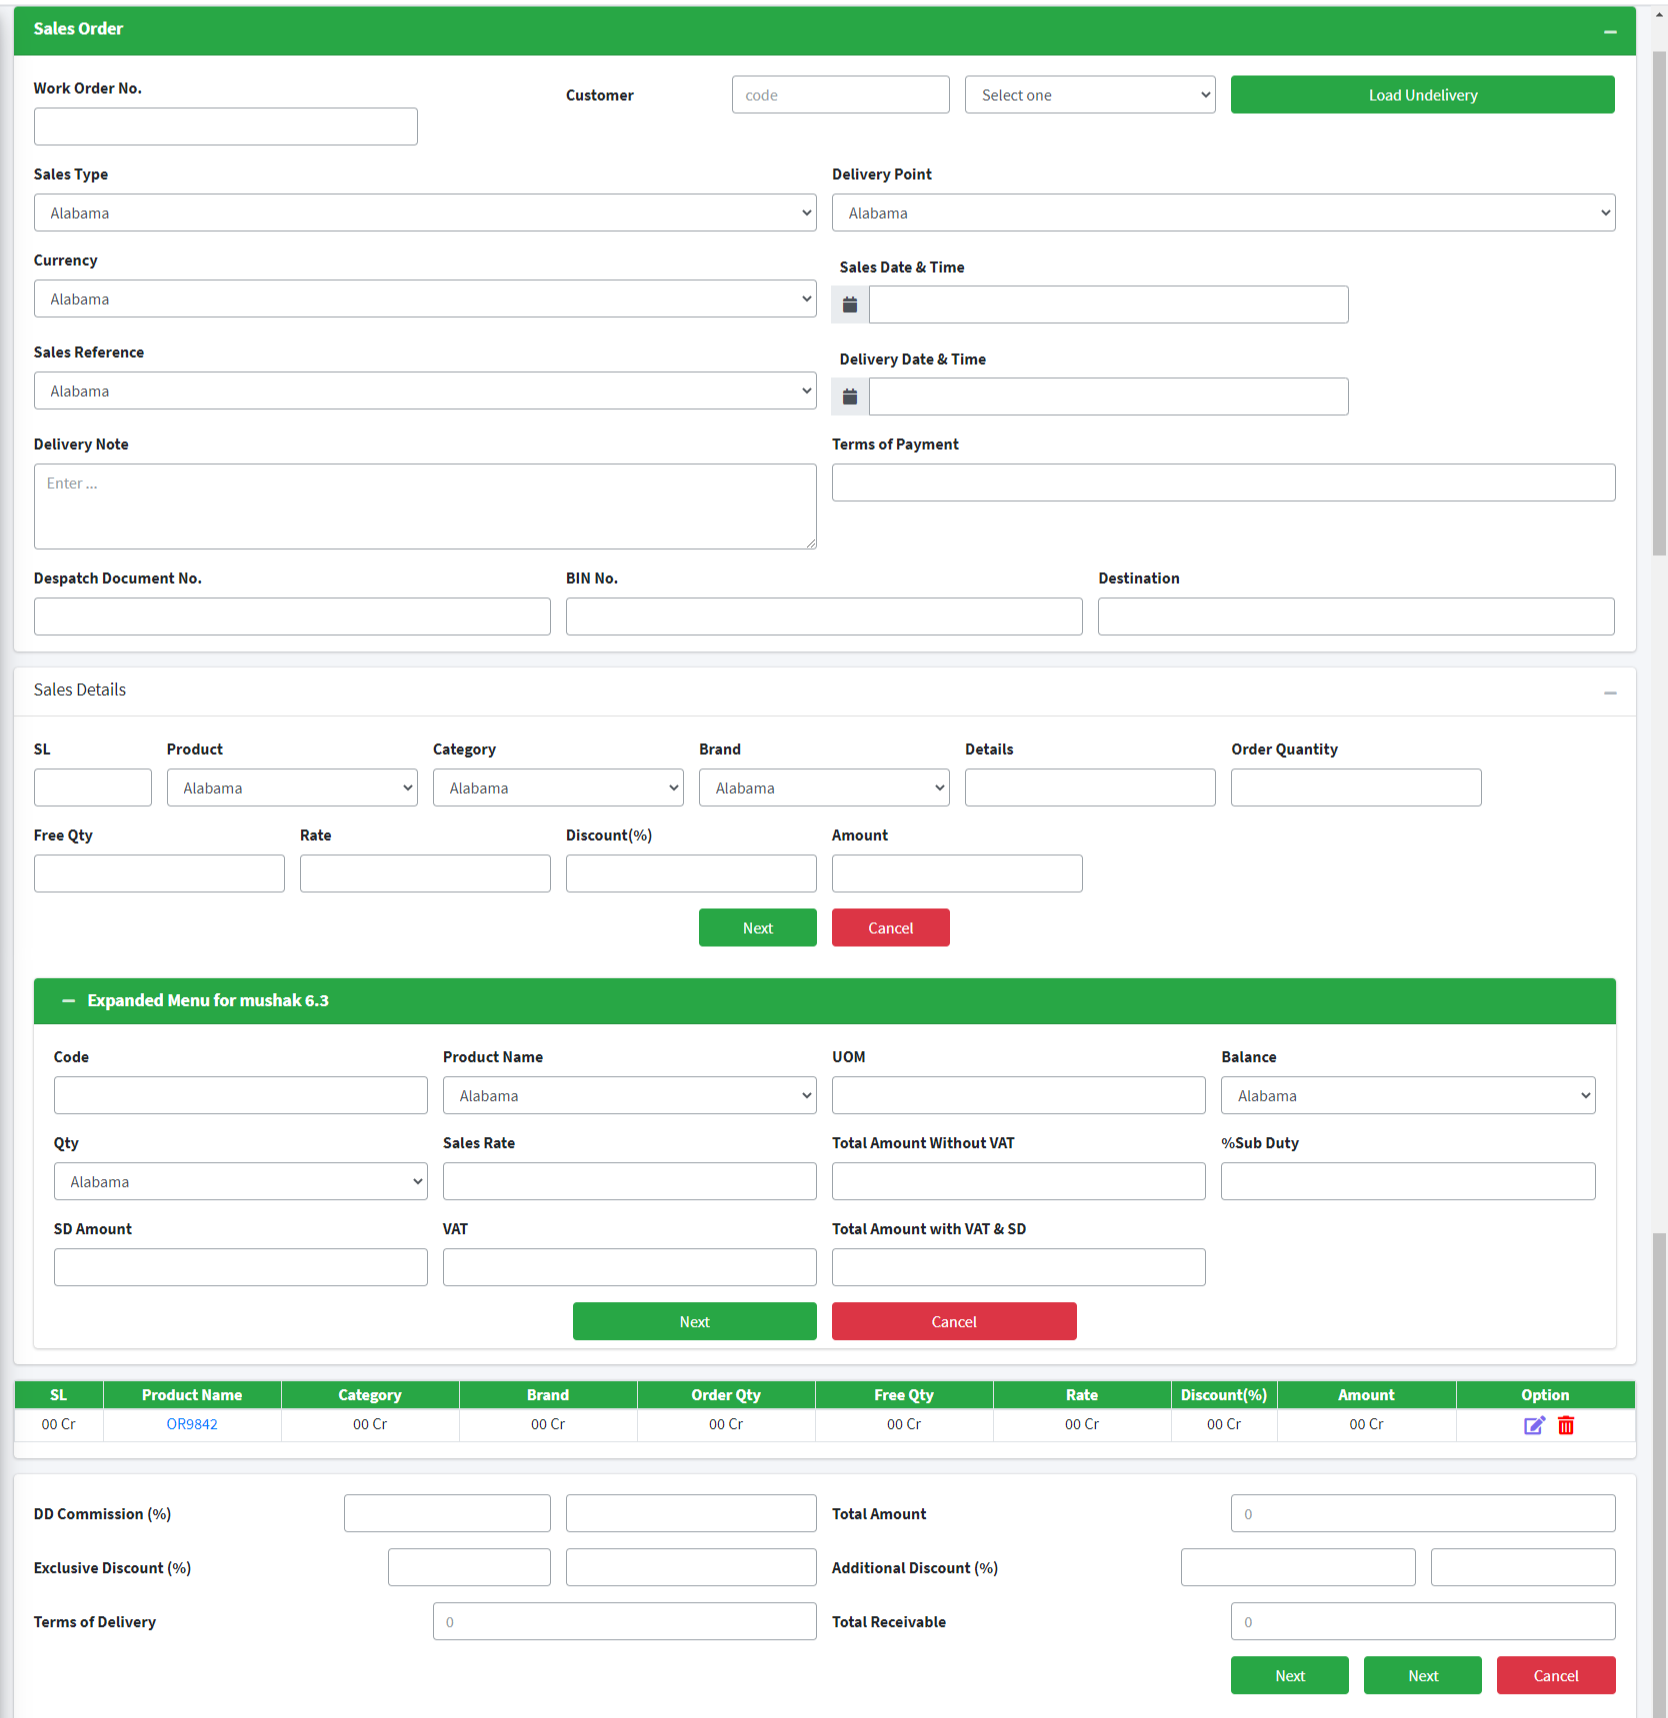 Sales Order
Work Order No.
Customer
code
Select one
Load Undelivery
Sales Type
Delivery Point
Alabama
Alabama
Currency
Sales Date & Time
Alabama
Sales Reference
Delivery Date & Time
Alabama
Delivery Note
Terms of Payment
Enter ...
Despatch Document No.
BIN No.
Destination
Sales Details
SL
Product
Category
Brand
Details
Order Quantity
Alabama
Alabama
Alabama
Free Qty
Rate
Discount(%)
Amount
Next
Cancel
Expanded Menu for mushak 6.3
Code
Product Name
UOM
Balance
Alabama
Alabama
Qty
Sales Rate
Total Amount Without VAT
%Sub Duty
Alabama
SD Amount
VAT
Total Amount with VAT & SD
Next
Cancel
SL Product Name Category Brand Order Qty Free Qty Rate Discount(%) Amount Option
00 Cr OR9842 00 Cr 00 Cr 00 Cr 00 Cr 00 Cr 00 Cr 00 Cr
DD Commission (%)
Total Amount
0
Exclusive Discount (%)
Additional Discount (%)
Terms of Delivery
0
Total Receivable
0
Next
Next
Cancel